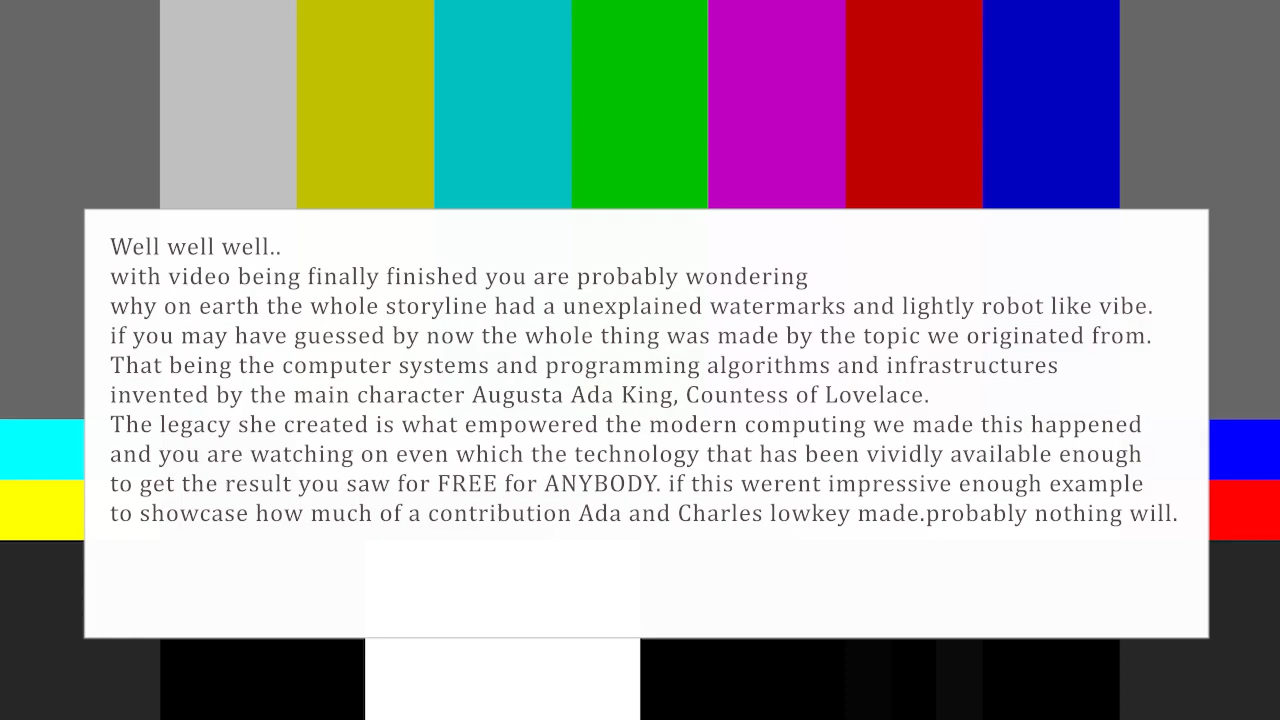 Well well well..
with video being finally finished you are probably wondering
why on earth the whole storyline had a unexplained watermarks and lightly robot like vibe.
if you may have guessed by now the whole thing was made by the topic we originated from.
That being the computer systems and programming algorithms and infrastructures
invented by the main character Augusta Ada King, Countess of Lovelace.
The legacy she created is what empowered the modern computing we made this happened
and you are watching on even which the technology that has been vividly available enough
to get the result you saw for FREE for ANYBODY. if this werent impressive enough example
to showcase how much of a contribution Ada and Charles lowkey made.probably nothing will.